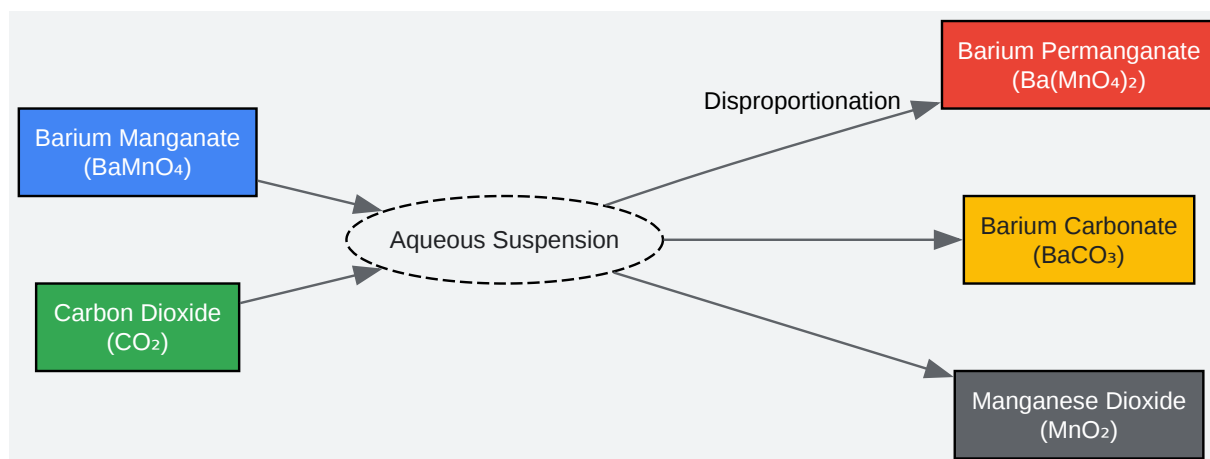 Barium Manganate
(BaMnO₄)
Carbon Dioxide
(CO₂)
Aqueous Suspension
Disproportionation
Barium Permanganate
(Ba(MnO₄)₂)
Barium Carbonate
(BaCO₃)
Manganese Dioxide
(MnO₂)